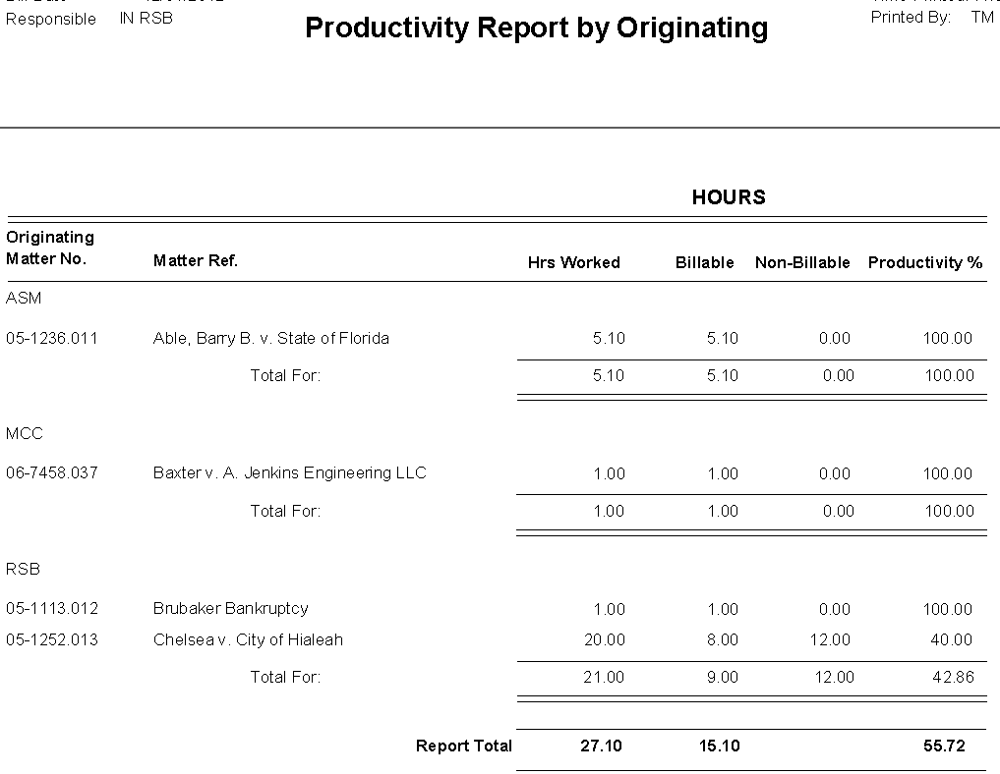 Responsible IN RSB
Productivity Report by Originating
Printed By: TM
HOURS
Originating
Matter No. Matter Ref. Hrs Worked Billable Non-Billable Productivity %
ASM
05-1236.011 Able, Barry B. v. State of Florida 5.10 5.10 0.00 100.00
Total For: 5.10 5.10 0.00 100.00
MCC
06-7458.037 Baxter v. A. Jenkins Engineering LLC 1.00 1.00 0.00 100.00
Total For: 1.00 1.00 0.00 100.00
RSB
05-1113.012 Brubaker Bankruptcy 1.00 1.00 0.00 100.00
05-1252.013 Chelsea v. City of Hialeah 20.00 8.00 12.00 40.00
Total For: 21.00 9.00 12.00 42.86
Report Total 27.10 15.10 55.72